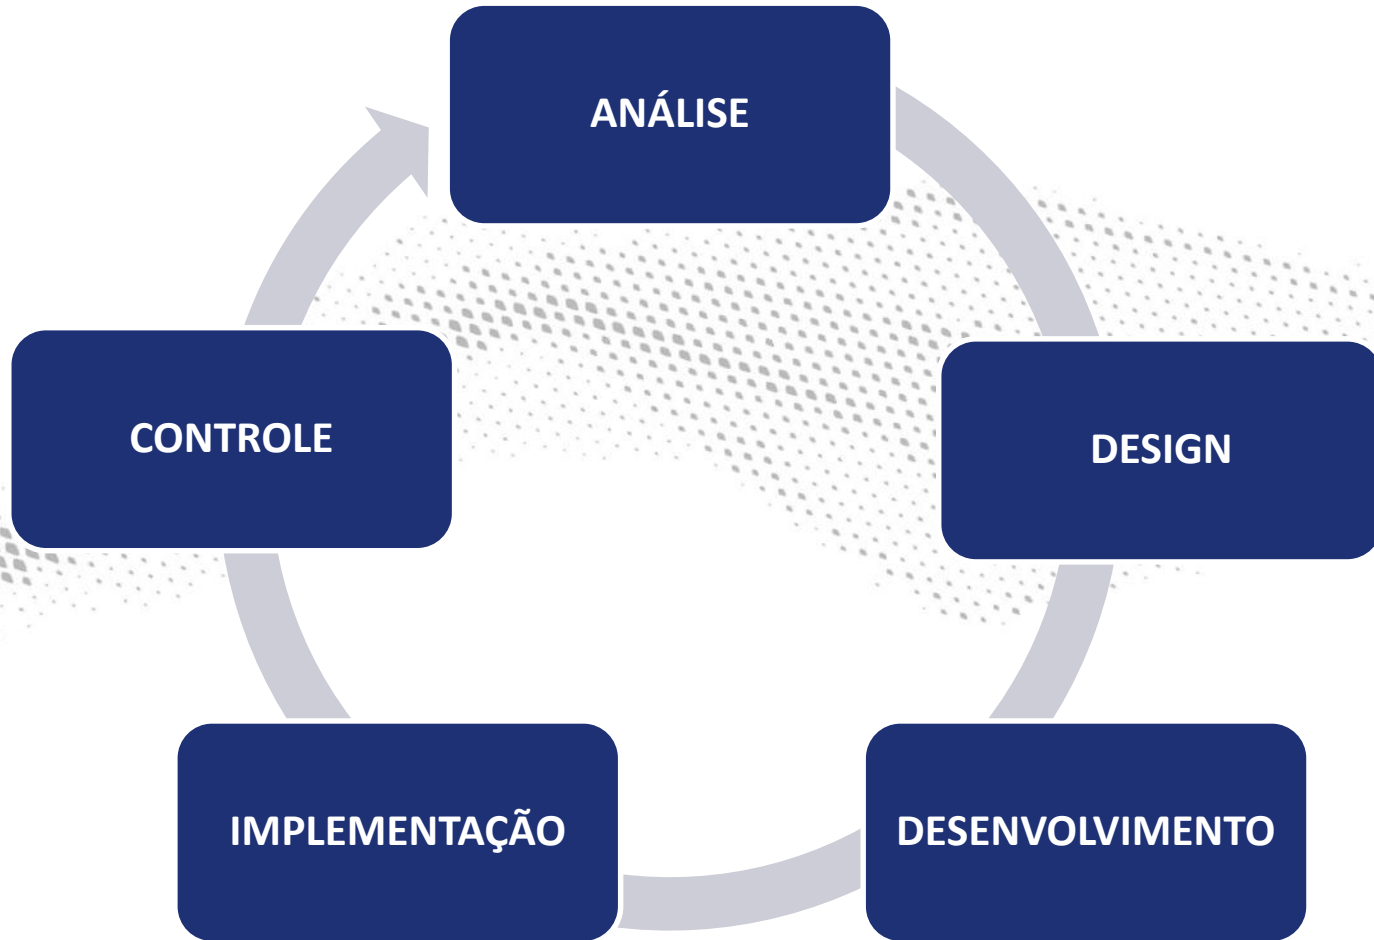 ANÁLISE
DESIGN
DESENVOLVIMENTO
IMPLEMENTAÇÃO
CONTROLE